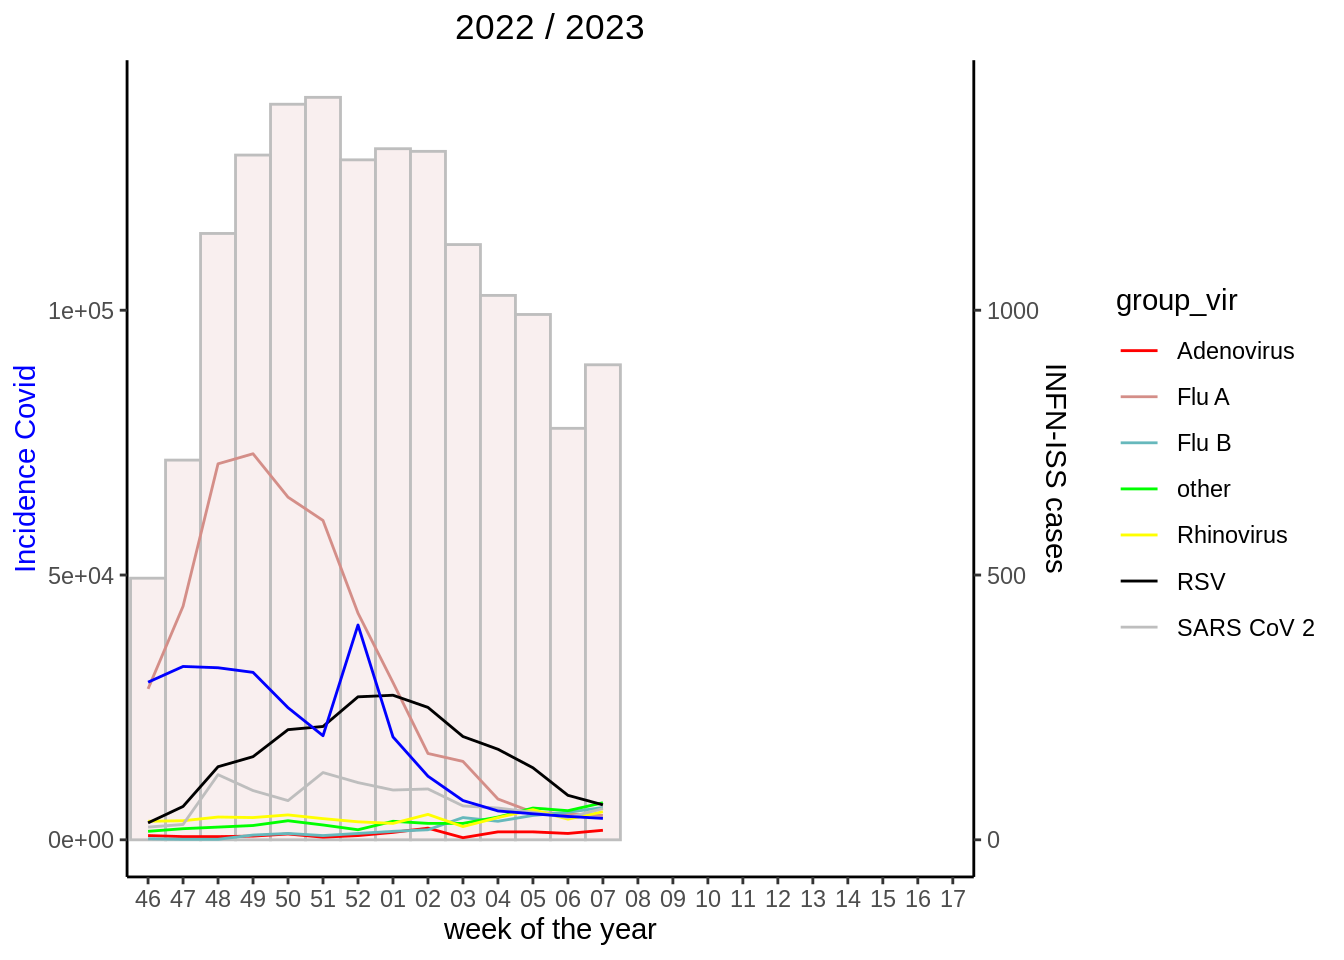 2022 / 2023
1e+05
5e+04
0e+00
Incidence Covid
1000
500
0
INFN-ISS cases
46 47 48 49 50 51 52 01 02 03 04 05 06 07 08 09 10 11 12 13 14 15 16 17
week of the year
group_vir
Adenovirus
Flu A
Flu B
other
Rhinovirus
RSV
SARS CoV 2